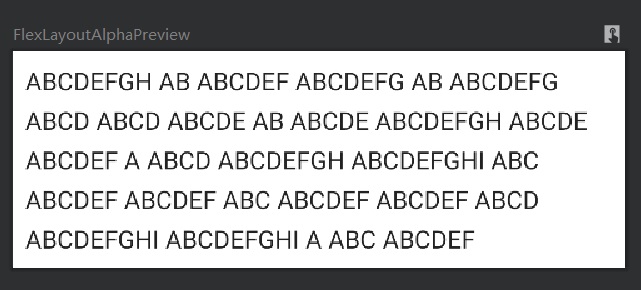 FlexLayoutAlphaPreview
ABCDEFGH AB ABCDEF ABCDEFG AB ABCDEFG
ABCD ABCD ABCDE AB ABCDE ABCDEFGH ABCDE
ABCDEF A ABCD ABCDEFGH ABCDEFGHI ABC
ABCDEF ABCDEF ABC ABCDEF ABCDEF ABCD
ABCDEFGHI ABCDEFGHI A ABC ABCDEF